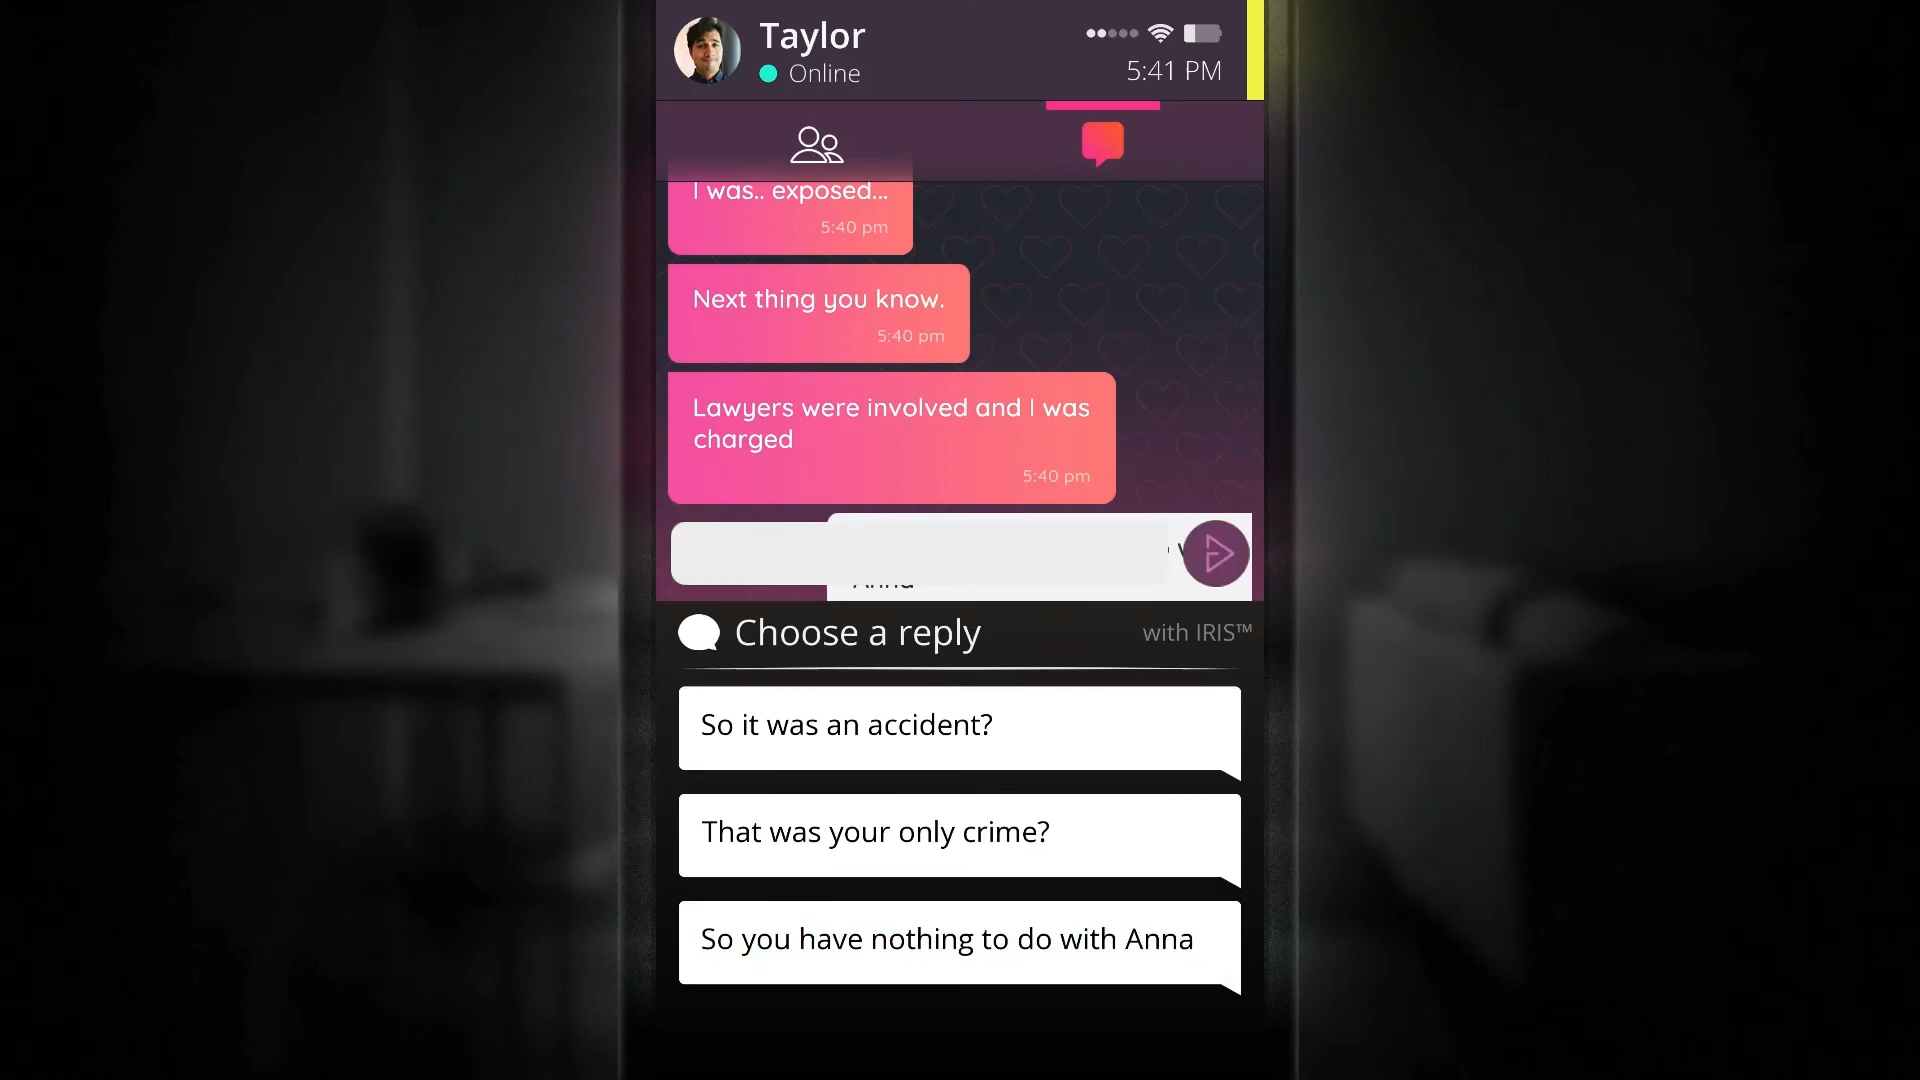 Taylor
Online
5:41 PM
I was.. exposed...
5:40 pm
Next thing you know.
5:40 pm
Lawyers were involved and I was
charged
5:40 pm
Anna
Choose a reply
with IRIS™
So it was an accident?
That was your only crime?
So you have nothing to do with Anna